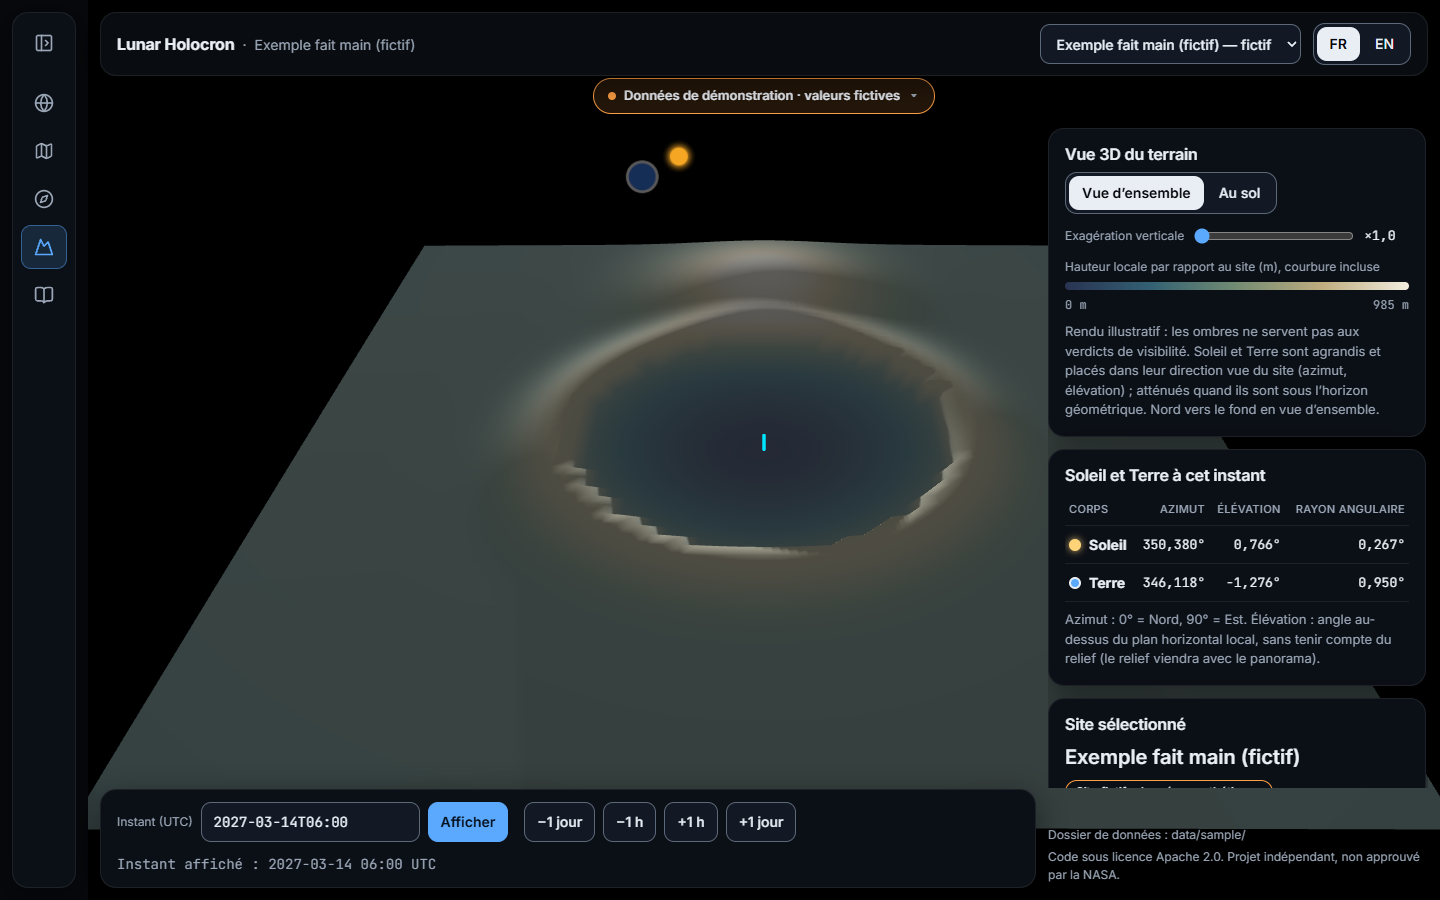 Lunar Holocron · Exemple fait main (fictif)
Exemple fait main (fictif) — fictif
FR EN
Données de démonstration · valeurs fictives
Vue 3D du terrain
Vue d’ensemble Au sol
Exagération verticale ×1,0
Hauteur locale par rapport au site (m), courbure incluse
0 m 985 m
Rendu illustratif : les ombres ne servent pas aux
verdicts de visibilité. Soleil et Terre sont agrandis et
placés dans leur direction vue du site (azimut,
élévation) ; atténués quand ils sont sous l’horizon
géométrique. Nord vers le fond en vue d’ensemble.
Soleil et Terre à cet instant
CORPS AZIMUT ÉLÉVATION RAYON ANGULAIRE
Soleil 350,380° 0,766° 0,267°
Terre 346,118° -1,276° 0,950°
Azimut : 0° = Nord, 90° = Est. Élévation : angle au-
dessus du plan horizontal local, sans tenir compte du
relief (le relief viendra avec le panorama).
Site sélectionné
Exemple fait main (fictif)
Instant (UTC) 2027-03-14T06:00 Afficher −1 jour −1 h +1 h +1 jour
Instant affiché : 2027-03-14 06:00 UTC
Dossier de données : data/sample/
Code sous licence Apache 2.0. Projet indépendant, non approuvé
par la NASA.